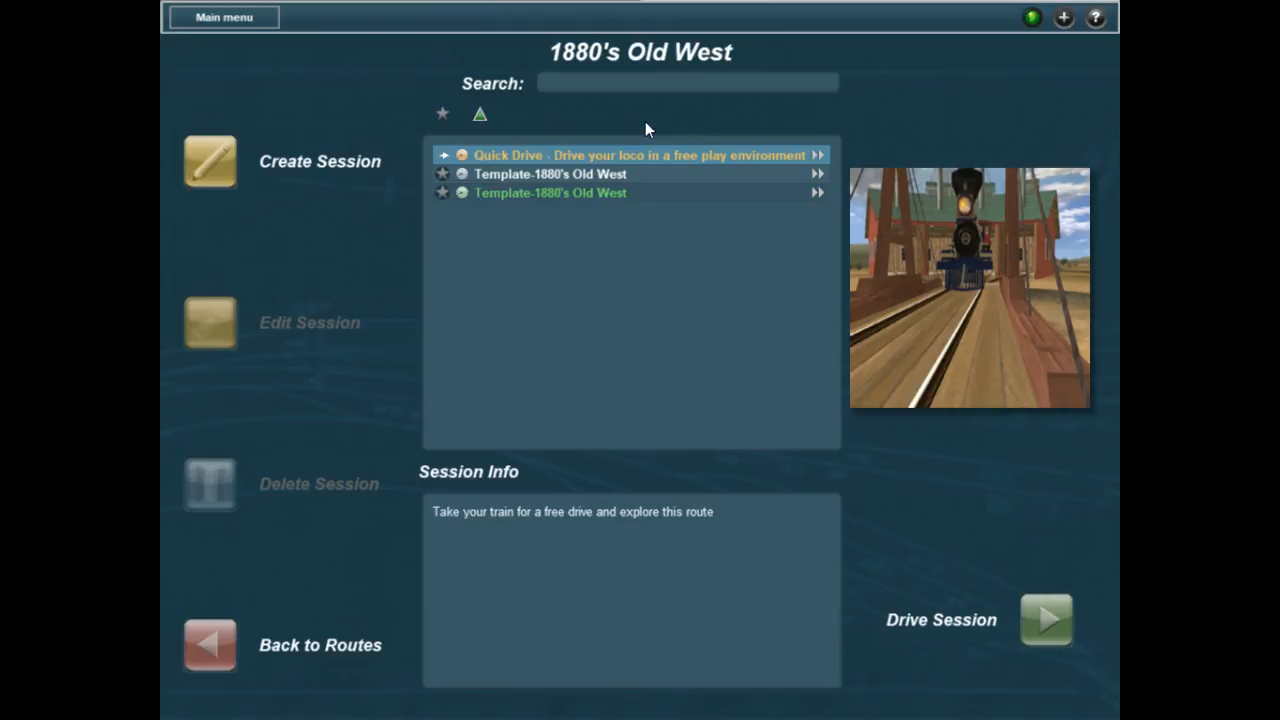 Main menu
?
1880's Old West
Search:
Create Session
Quick Drive - Drive your loco in a free play environment
Template-1880's Old West
Template-1880's Old West
Edit Session
Session Info
Delete Session
Take your train for a free drive and explore this route
Drive Session
Back to Routes